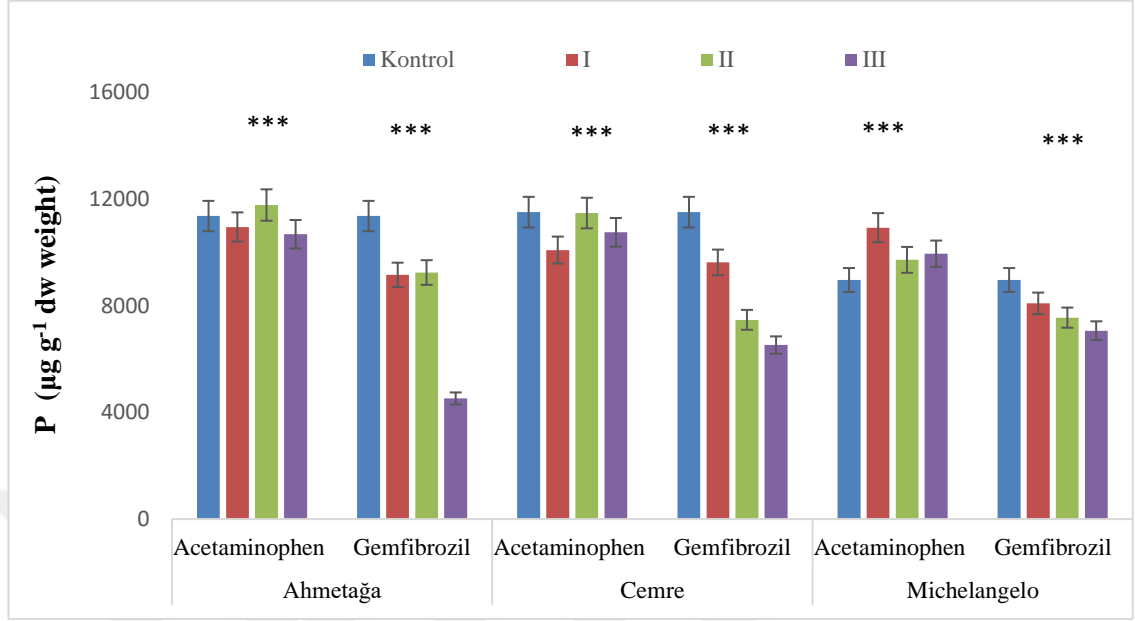 Kontrol I II III
16000
12000
8000
4000
0
P (µg g-1 dw weight)
*** *** *** *** *** ***
Acetaminophen Gemfibrozil Acetaminophen Gemfibrozil Acetaminophen Gemfibrozil
Ahmetağa Cemre Michelangelo